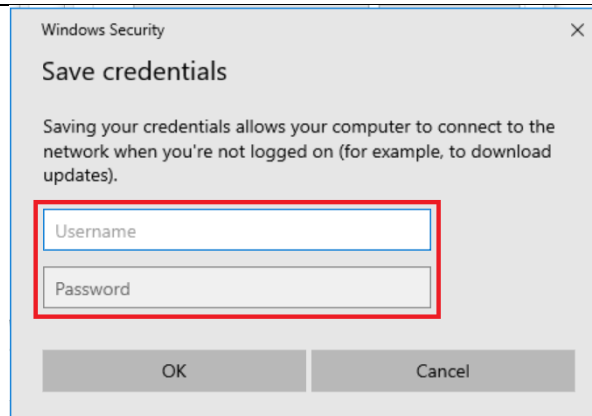 Windows Security
Save credentials
Saving your credentials allows your computer to connect to the
network when you're not logged on (for example, to download
updates).
Username
Password
OK
Cancel